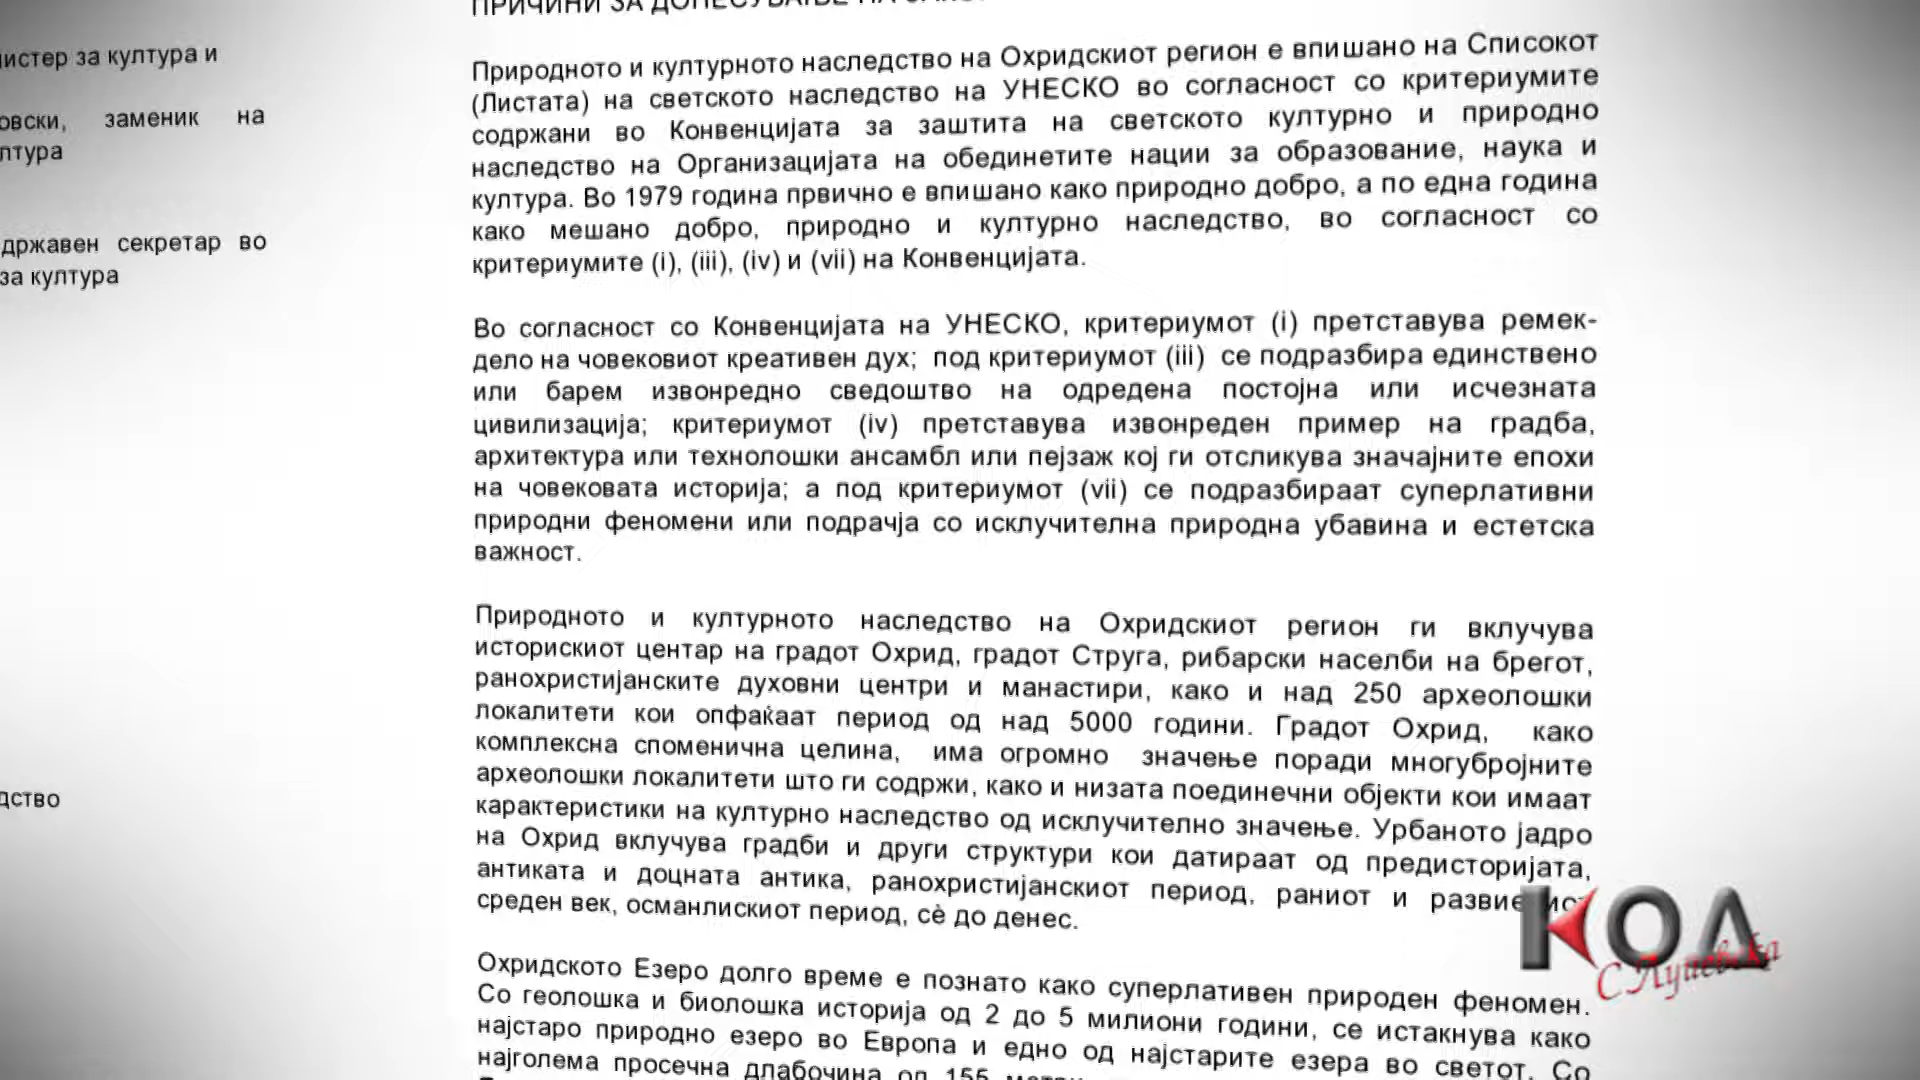 ПРИЧИНИ ЗА ДОНЕСУВАЊЕ НА
Природното и културното наследство на Охридскиот регион е впишано на Списокот
(Листата) на светското наследство на УНЕСКО во согласност со критериумите
содржани во Конвенцијата за заштита на светското културно и природно
наследство на Организацијата на обединетите нации за образование, наука и
култура. Во 1979 година првично е впишано како природно добро, а по една година
како мешано добро, природно и културно наследство, во согласност со
критериумите (i), (iii), (iv) и (vii) на Конвенцијата.
Во согласност со Конвенцијата на УНЕСКО, критериумот (i) претставува ремек-
дело на човековиот креативен дух; под критериумот (iii) се подразбира единствено
или барем извонредно сведоштво на одредена постојна или исчезната
цивилизација; критериумот (iv) претставува извонреден пример на градба,
архитектура или технолошки ансамбл или пејзаж кој ги отсликува значајните епохи
на човековата историја; а под критериумот (vii) се подразбираат суперлативни
природни феномени или подрачја со исклучителна природна убавина и естетска
важност.
Природното и културното наследство на Охридскиот регион ги вклучува
историскиот центар на градот Охрид, градот Струга, рибарски населби на брегот,
ранохристијанските духовни центри и манастири, како и над 250 археолошки
локалитети кои опфаќаат период од над 5000 години. Градот Охрид, како
комплексна споменична целина, има огромно значење поради многубројните
археолошки локалитети што ги содржи, како и низата поединечни објекти кои имаат
карактеристики на културно наследство од исклучително значење. Урбаното јадро
на Охрид вклучува градби и други структури кои датираат од предисторијата,
антиката и доцната антика, ранохристијанскиот период, раниот и
среден век, османлискиот период, сè до денес.
Охридското Езеро долго време е познато како суперлативен природен феномен.
Со геолошка и биолошка историја од 2 до 5 милиони години, се истакнува како
најстаро природно езеро во Европа и едно од најстарите езера во светот. Со
најголема просечна длабочина од 155
истер за култура и
овски, заменик на
лтура
државен секретар во
за култура
дство
КОД
С Лупевска